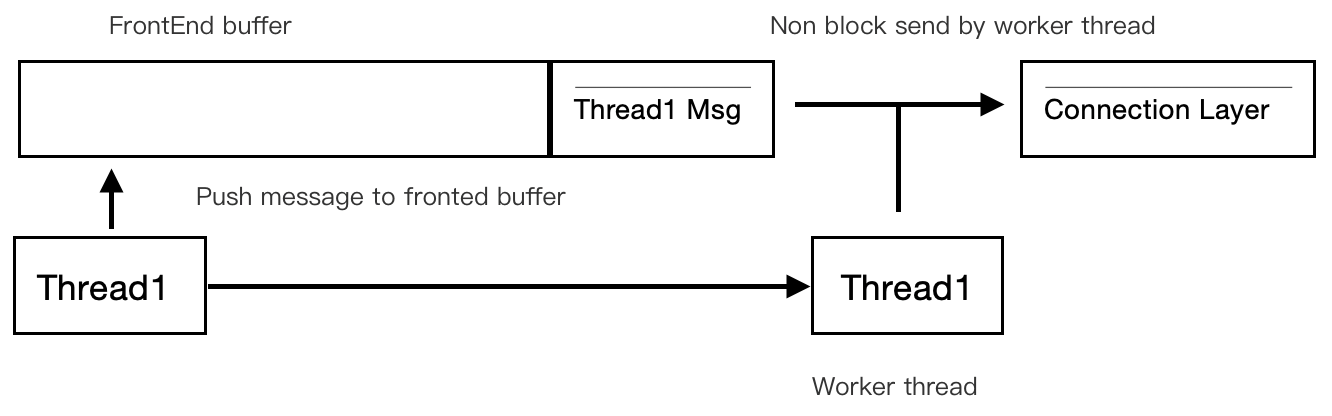 FrontEnd buffer
Non block send by worker thread
Thread1 Msg
Connection Layer
Push message to fronted buffer
Thread1
Thread1
Worker thread